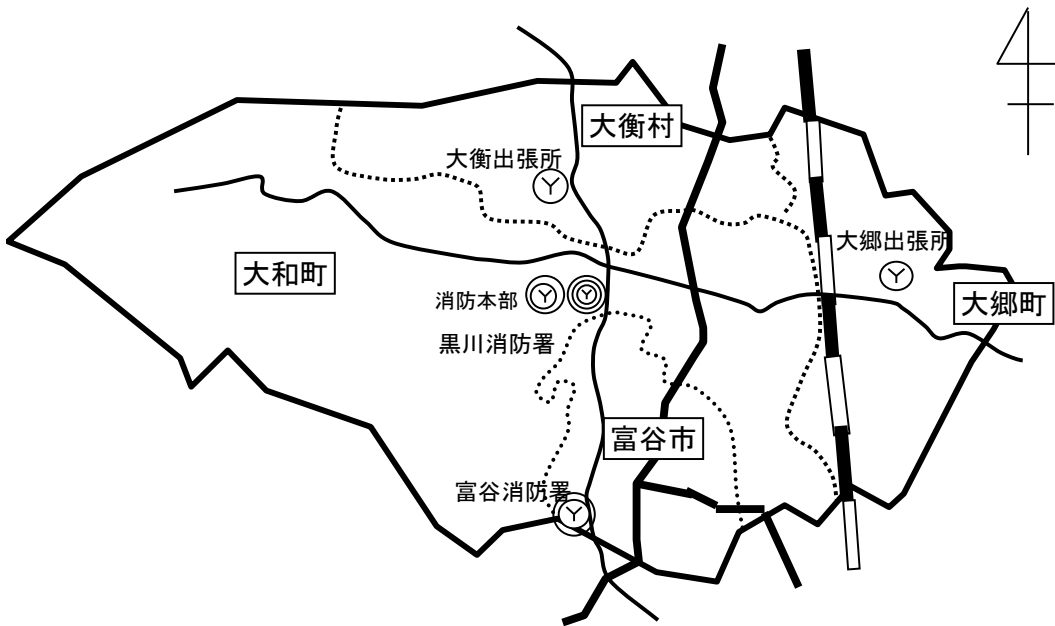 大衡村
大衡出張所
大郷出張所
大和町
消防本部
大郷町
黒川消防署
富谷市
富谷消防署